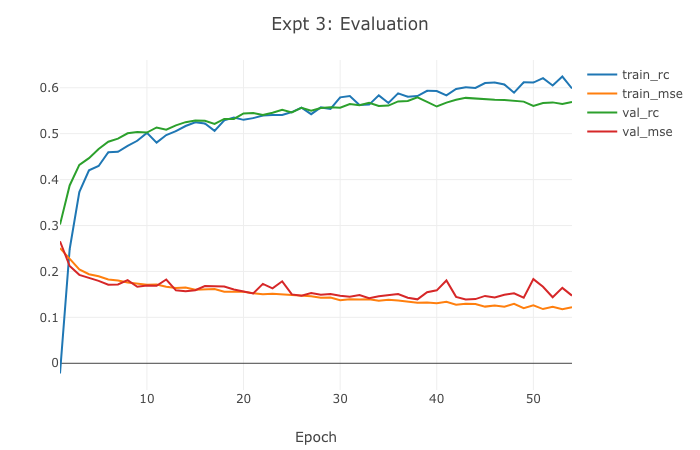 Expt 3: Evaluation
0.6
0.5
0.4
0.3
0.2
0.1
0
10 20 30 40 50
Epoch
train_rc
train_mse
val_rc
val_mse